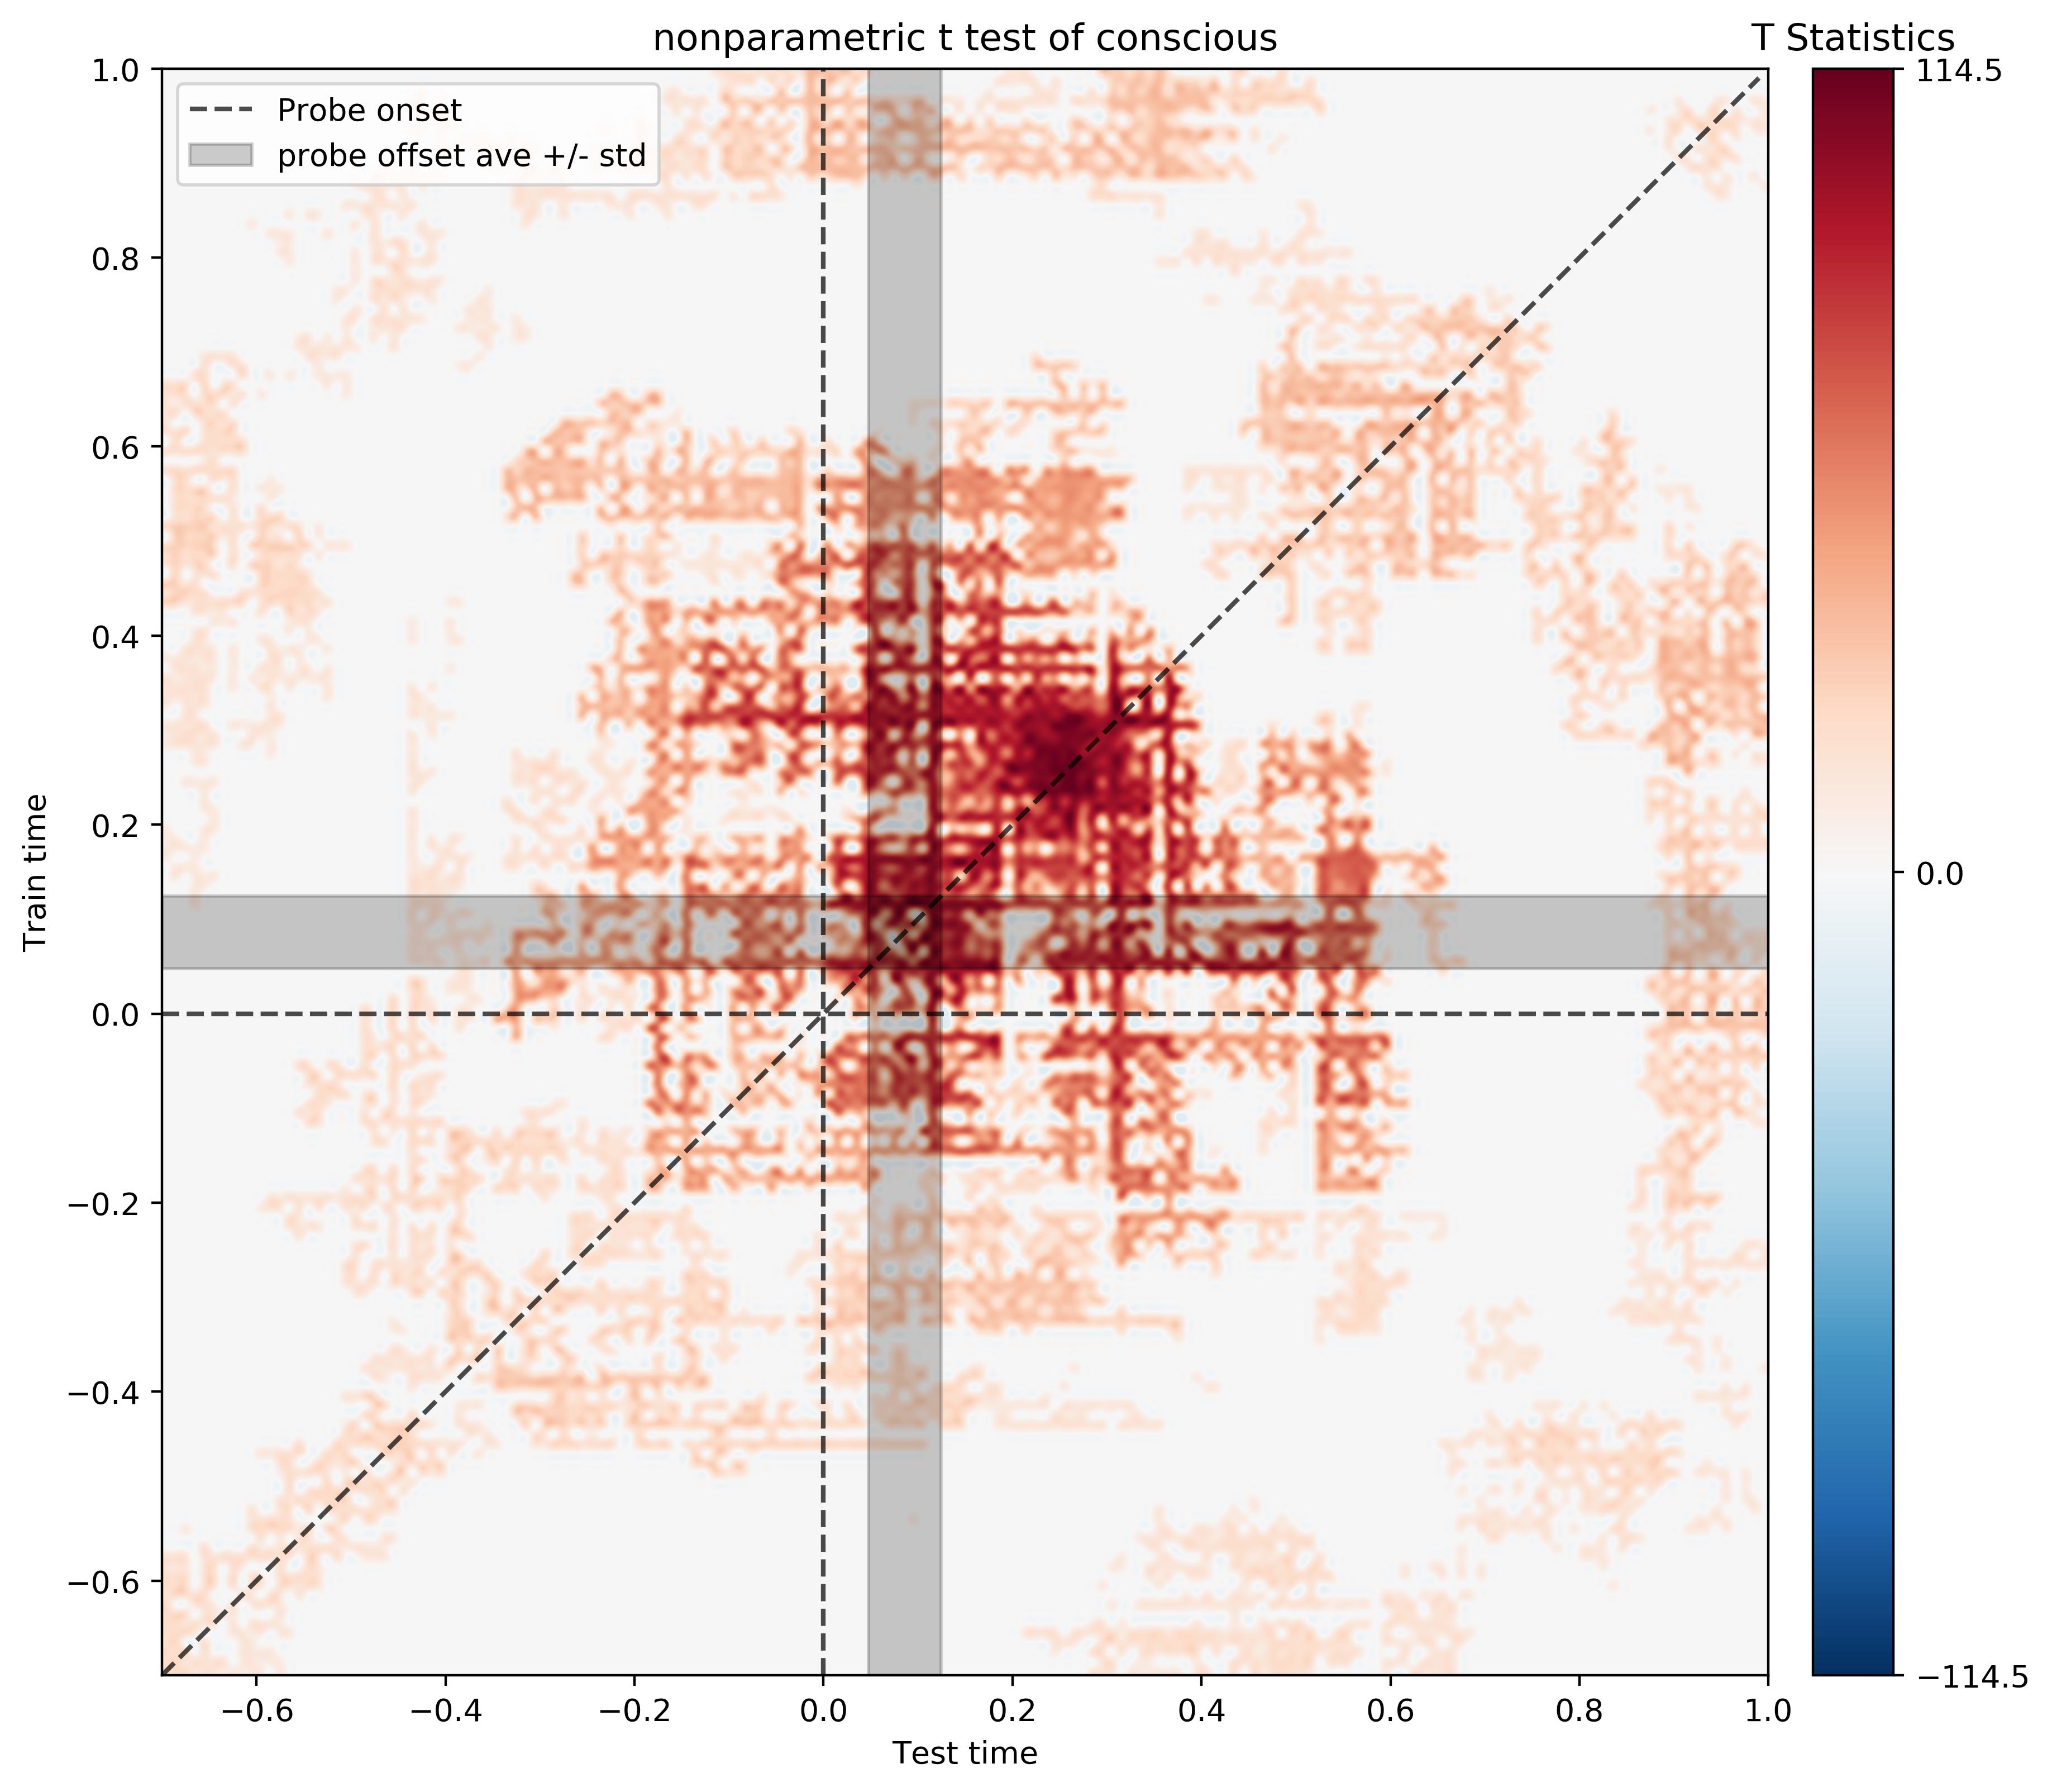 nonparametric t test of conscious
T Statistics
Probe onset
probe offset ave +/- std
1.0
0.8
0.6
0.4
0.2
0.0
−0.2
−0.4
−0.6
Train time
−0.6 −0.4 −0.2 0.0 0.2 0.4 0.6 0.8 1.0
Test time
114.5
0.0
−114.5